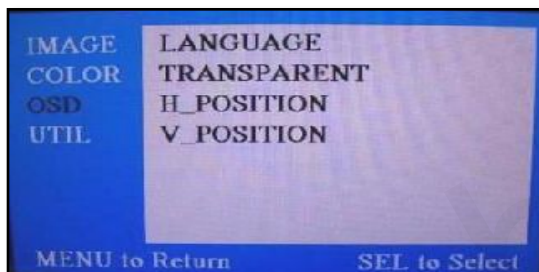 IMAGE LANGUAGE
COLOR TRANSPARENT
OSD H_POSITION
UTIL V_POSITION
MENU to Return SEL to Select